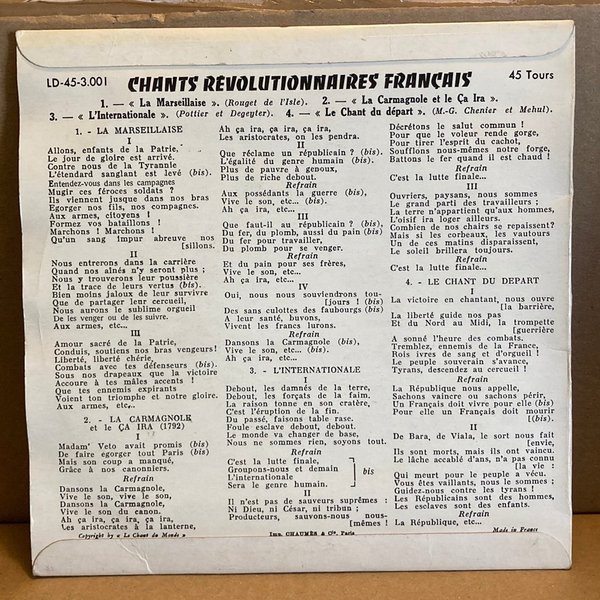 LD-45-3.001
CHANTS RÉVOLUTIONNAIRES FRANÇAIS
45 Tours
1. — « La Marseillaise ». (Rouget de l'Isle). 2. — « La Carmagnole et le Ça Ira ».
3. — « L'Internationale ». (Pottier et Degeyter). 4. — « Le Chant du départ ». (M.-G. Chenier et Mehul).
1. - LA MARSEILLAISE
I
Allons, enfants de la Patrie,
Le jour de gloire est arrivé.
Contre nous de la Tyrannie
L'étendard sanglant est levé (bis).
Entendez-vous dans les campagnes
Mugir ces féroces soldats ?
Ils viennent jusque dans nos bras
Egorger nos fils, nos compagnes.
Aux armes, citoyens !
Formez vos bataillons !
Marchons ! Marchons !
Qu'un sang impur abreuve nos
[sillons.
II
Nous entrerons dans la carrière
Quand nos aînés n'y seront plus ;
Nous y trouverons leur poussière
Et la trace de leurs vertus (bis).
Bien moins jaloux de leur survivre
Que de partager leur cercueil,
Nous aurons le sublime orgueil
De les venger ou de les suivre.
Aux armes, etc...
III
Amour sacré de la Patrie,
Conduis, soutiens nos bras vengeurs !
Liberté, liberté chérie,
Combats avec tes défenseurs (bis).
Sous nos drapeaux que la victoire
Accoure à tes mâles accents !
Que tes ennemis expirants
Voient ton triomphe et notre gloire.
Aux armes, etc...
2. - LA CARMAGNOLE
et le ÇA IRA (1792)
I
Madam' Veto avait promis (bis)
De faire égorger tout Paris (bis)
Mais son coup a manqué,
Grâce à nos canonniers.
Refrain
Dansons la Carmagnole,
Vive le son, vive le son,
Dansons la Carmagnole,
Vive le son du canon.
Ah ça ira, ça ira, ça ira,
Les aristocrates à la lanterne,
Copyright by « Le Chant du Monde »
Ah ça ira, ça ira, ça ira,
Les aristocrates, on les pendra.
II
Que réclame un républicain ? (bis).
L'égalité du genre humain (bis).
Plus de pauvre à genoux,
Plus de riche debout.
Refrain
Aux possédants la guerre (bis),
Vive le son, etc... (bis).
Ah ça ira, etc...
III
Que faut-il au républicain ? (bis),
Du fer, du plomb, aussi du pain (bis)
Du fer pour travailler,
Du plomb pour se venger.
Refrain
Et du pain pour ses frères,
Vive le son, etc...
Ah ça ira, etc...
IV
Oui, nous nous souviendrons tou-
[jours ! (bis)
Des sans culottes des faubourgs (bis)
A leur santé, buvons,
Vivent les francs lurons.
Refrain
Dansons la Carmagnole (bis),
Vive le son, etc... (bis).
Ah ça ira, etc...
3. - L'INTERNATIONALE
I
Debout, les damnés de la terre,
Debout, les forçats de la faim.
La raison tonne en son cratère,
C'est l'éruption de la fin.
Du passé, faisons table rase.
Foule esclave debout, debout.
Le monde va changer de base,
Nous ne sommes rien, soyons tout.
Refrain
C'est la lutte finale,
Groupons-nous et demain
L'internationale
Sera le genre humain.
bis
II
Il n'est pas de sauveurs suprêmes :
Ni Dieu, ni César, ni tribun ;
Producteurs, sauvons-nous nous-
[mêmes !
Imp. CHAUMÈS & Cie. Paris
Décrétons le salut commun !
Pour que le voleur rende gorge,
Pour tirer l'esprit du cachot,
Soufflons nous-mêmes notre forge,
Battons le fer quand il est chaud !
Refrain
C'est la lutte finale...
III
Ouvriers, paysans, nous sommes
Le grand parti des travailleurs ;
La terre n'appartient qu'aux hommes,
L'oisif ira loger ailleurs.
Combien de nos chairs se repaissent?
Mais si les corbeaux, les vautours
Un de ces matins disparaissent,
Le soleil brillera toujours.
Refrain
C'est la lutte finale...
4. - LE CHANT DU DEPART
I
La victoire en chantant, nous ouvre
[la barrière,
La liberté guide nos pas
Et du Nord au Midi, la trompette
[guerrière
A sonné l'heure des combats.
Tremblez, ennemis de la France,
Rois ivres de sang et d'orgueil !
Le peuple souverain s'avance,
Tyrans, descendez au cercueil !
Refrain
La République nous appelle,
Sachons vaincre ou sachons périr,
Un Français doit vivre pour elle (bis)
Pour elle un Français doit mourir
[(bis).
II
De Bara, de Viala, le sort nous fait
[envie,
Ils sont morts, mais ils ont vaincu.
Le lâche accablé d'ans, n'a pas connu
[la vie :
Qui meurt pour le peuple a vécu.
Vous êtes vaillants, nous le sommes ;
Guidez-nous contre les tyrans !
Les Républicains sont des hommes,
Les esclaves sont des enfants.
Refrain
La République, etc...
Made in France